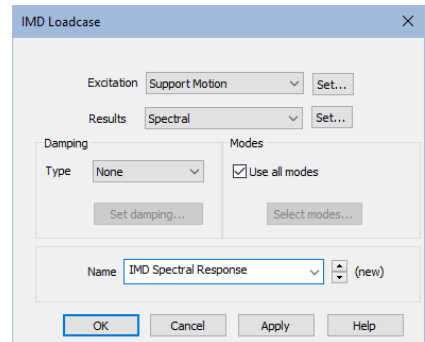 IMD Loadcase
Excitation Support Motion Set...
Results Spectral Set...
Damping Modes
Type None Use all modes
Set damping... Select modes...
Name IMD Spectral Response (new)
OK Cancel Apply Help